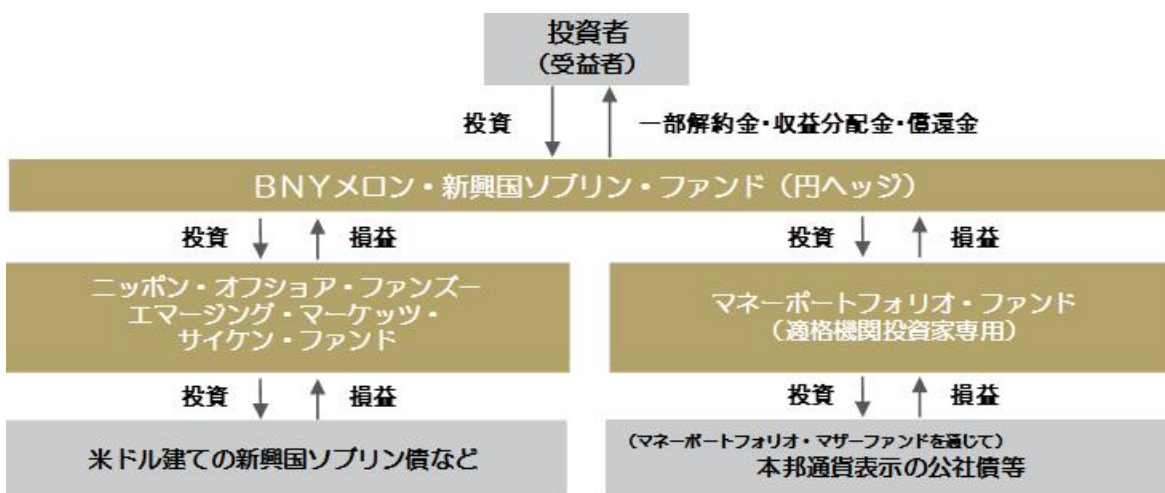 投資者
（受益者）
投資
一部解約金・収益分配金・償還金
BNYメロン・新興国ソブリン・ファンド（円ヘッジ）
投資
損益
投資
損益
ニッポン・オフショア・ファンズ－
エマージング・マーケッツ・
サイケン・ファンド
マネーポートフォリオ・ファンド
（適格機関投資家専用）
投資
損益
投資
損益
米ドル建ての新興国ソブリン債など
（マネーポートフォリオ・マザーファンドを通じて）
本邦通貨表示の公社債等